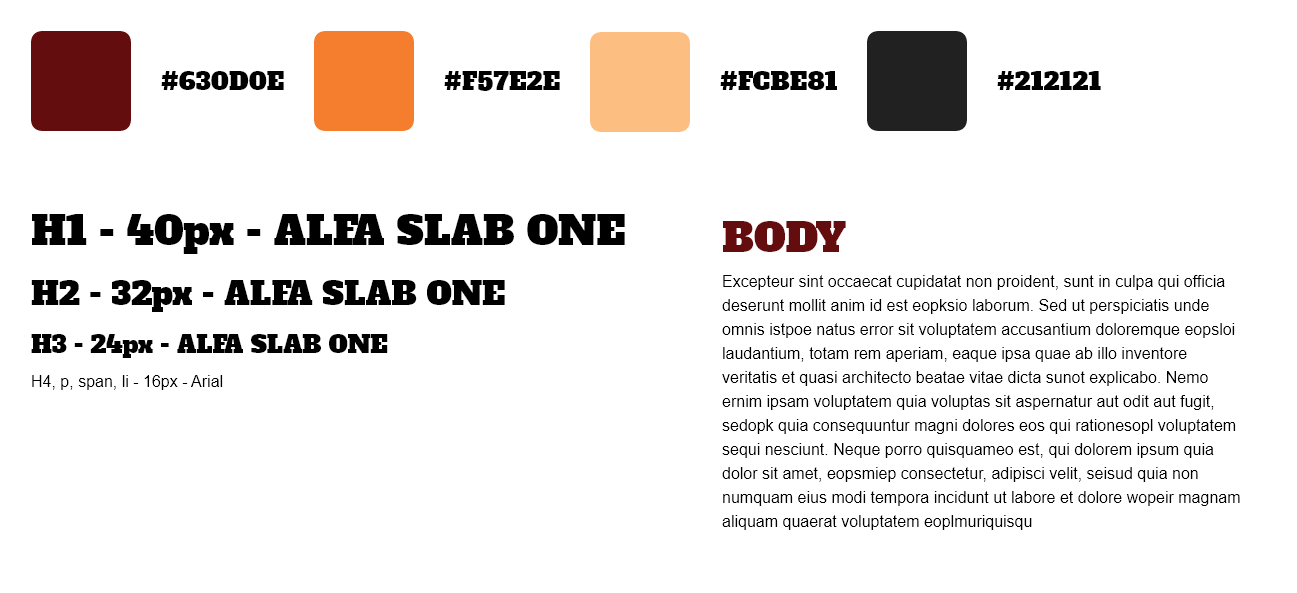 #630D0E
#F57E2E
#FCBE81
#212121
H1 - 40px - ALFA SLAB ONE
H2 - 32px - ALFA SLAB ONE
H3 - 24px - ALFA SLAB ONE
H4, p, span, li - 16px - Arial
BODY
Excepteur sint occaecat cupidatat non proident, sunt in culpa qui officia
deserunt mollit anim id est eopksio laborum. Sed ut perspiciatis unde
omnis istpoe natus error sit voluptatem accusantium doloremque eopsloi
laudantium, totam rem aperiam, eaque ipsa quae ab illo inventore
veritatis et quasi architecto beatae vitae dicta sunot explicabo. Nemo
ernim ipsam voluptatem quia voluptas sit aspernatur aut odit aut fugit,
sedopk quia consequuntur magni dolores eos qui rationesopl voluptatem
sequi nesciunt. Neque porro quisquameo est, qui dolorem ipsum quia
dolor sit amet, eopsmiep consectetur, adipisci velit, seisud quia non
numquam eius modi tempora incidunt ut labore et dolore wopeir magnam
aliquam quaerat voluptatem eoplmuriquisqu